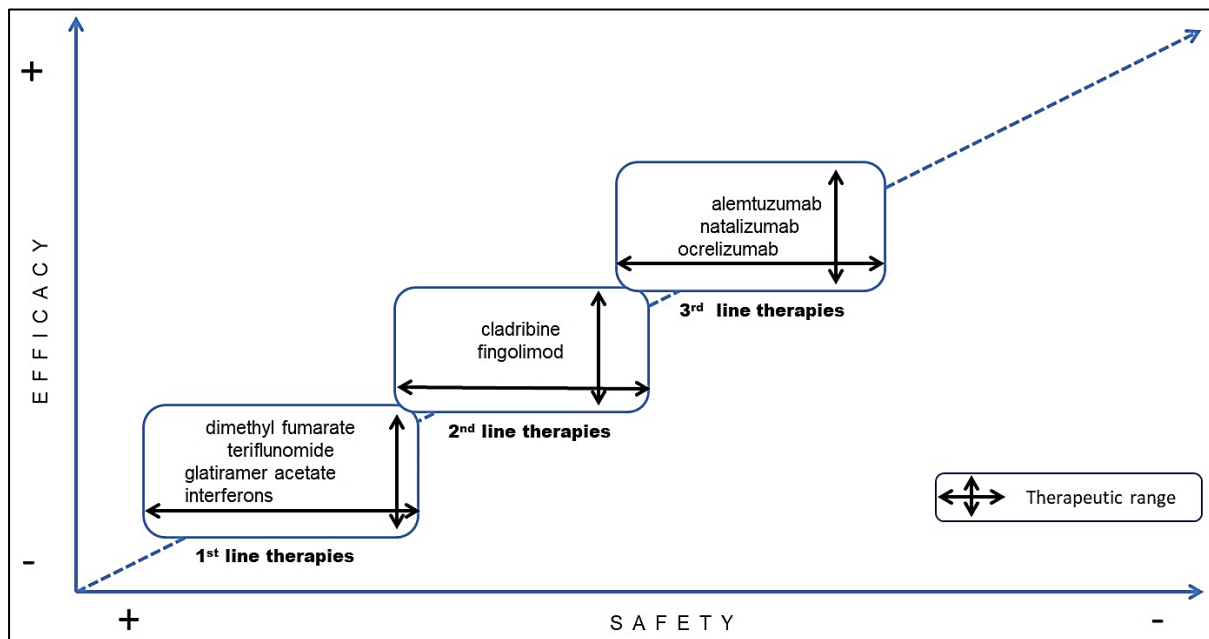 +
EFFICACY
-
alemtuzumab
natalizumab
ocrelizumab
3rd line therapies
cladribine
fingolimod
2nd line therapies
dimethyl fumarate
teriflunomide
glatiramer acetate
interferons
1st line therapies
Therapeutic range
+
SAFETY
-